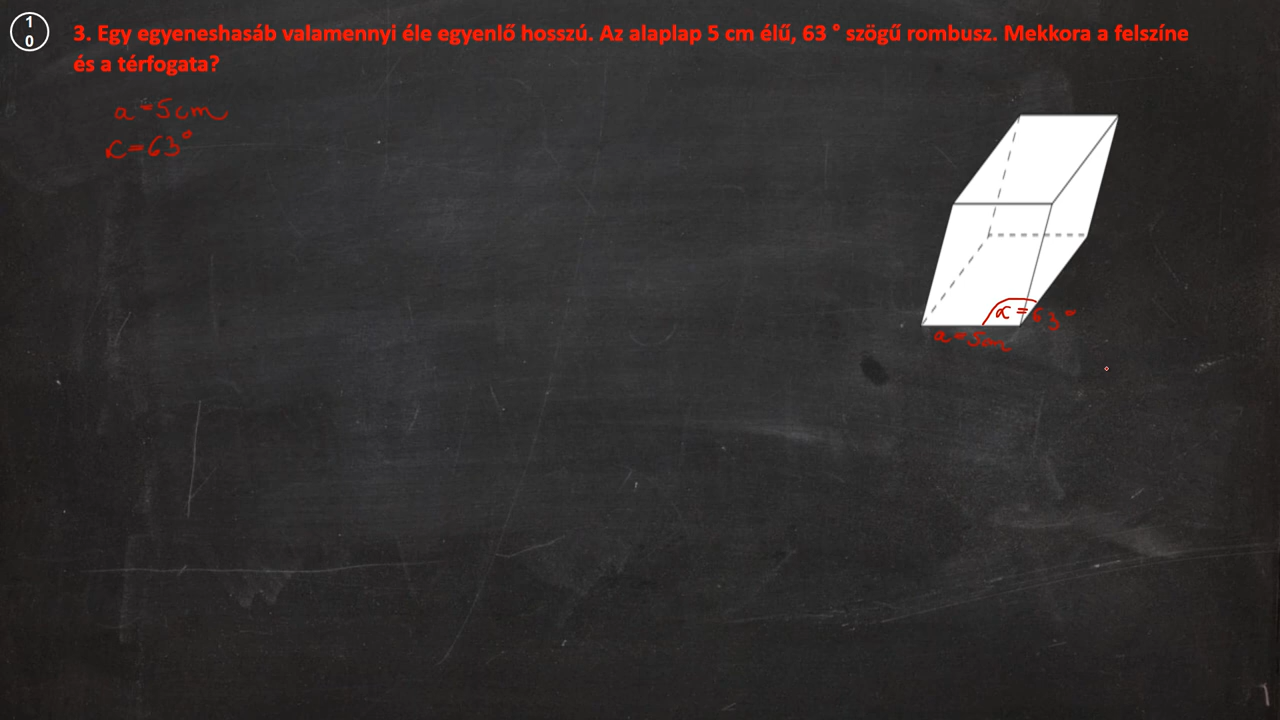 1
0
3. Egy egyeneshasáb valamennyi éle egyenlő hosszú. Az alaplap 5 cm élű, 63 ° szögű rombusz. Mekkora a felszíne
és a térfogata?
a = 5cm
α = 63°
α = 63°
a = 5cm